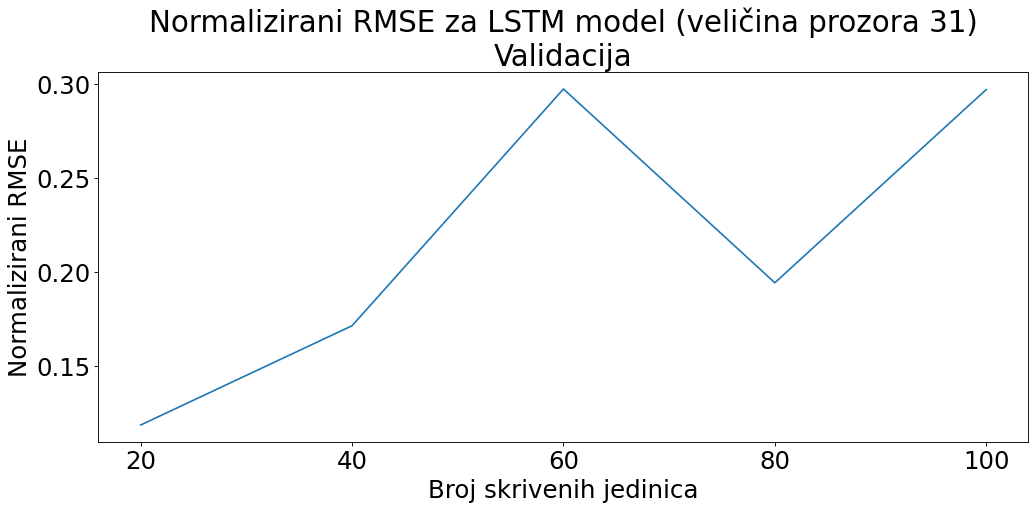 Normalizirani RMSE za LSTM model (veličina prozora 31)
Validacija
Normalizirani RMSE
0.30
0.25
0.20
0.15
20 40 60 80 100
Broj skrivenih jedinica